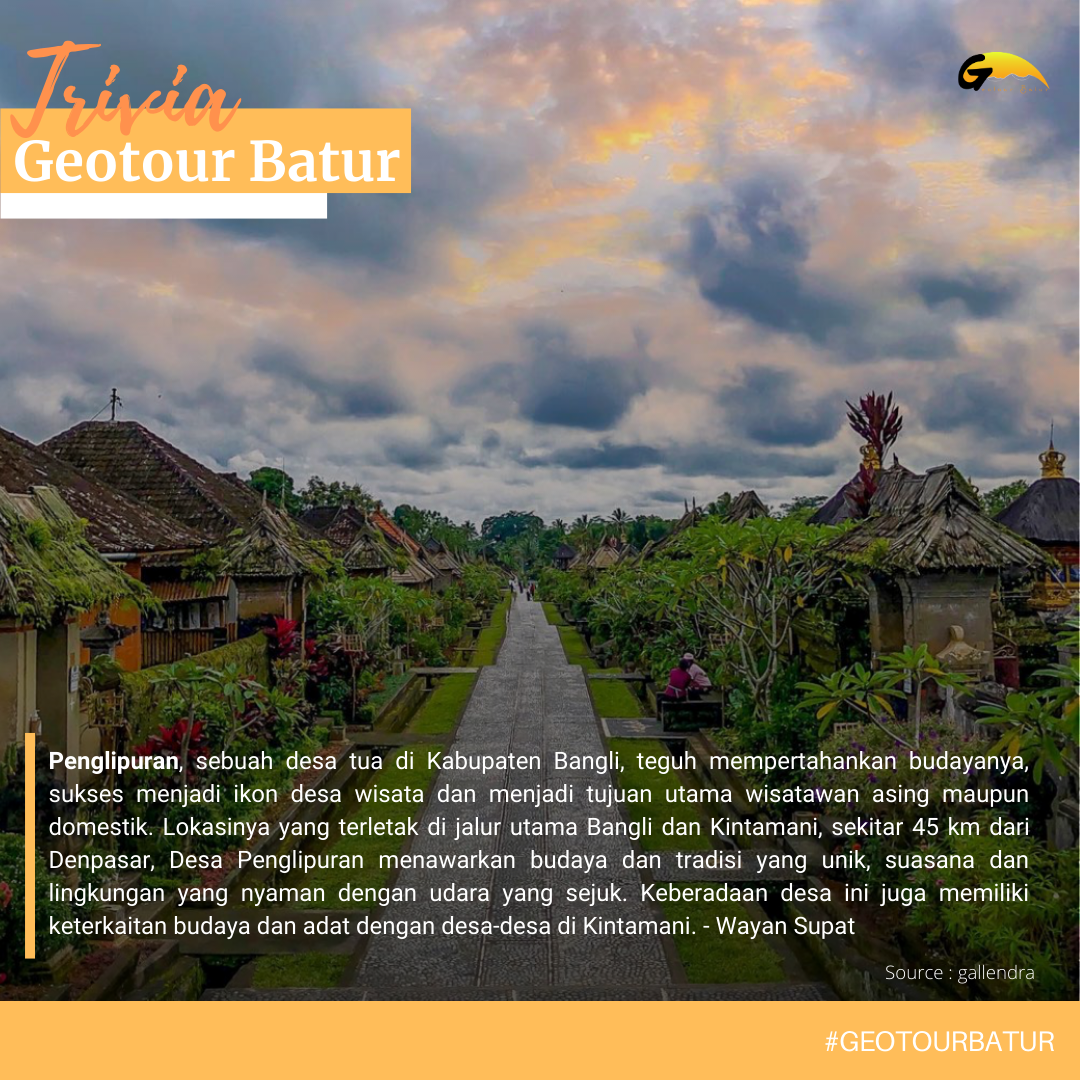 Trivia
Geotour Batur
G
Penglipuran, sebuah desa tua di Kabupaten Bangli, teguh mempertahankan budayanya,
sukses menjadi ikon desa wisata dan menjadi tujuan utama wisatawan asing maupun
domestik. Lokasinya yang terletak di jalur utama Bangli dan Kintamani, sekitar 45 km dari
Denpasar, Desa Penglipuran menawarkan budaya dan tradisi yang unik, suasana dan
lingkungan yang nyaman dengan udara yang sejuk. Keberadaan desa ini juga memiliki
keterkaitan budaya dan adat dengan desa-desa di Kintamani. - Wayan Supat
Source : gallendra
#GEOTOURBATUR